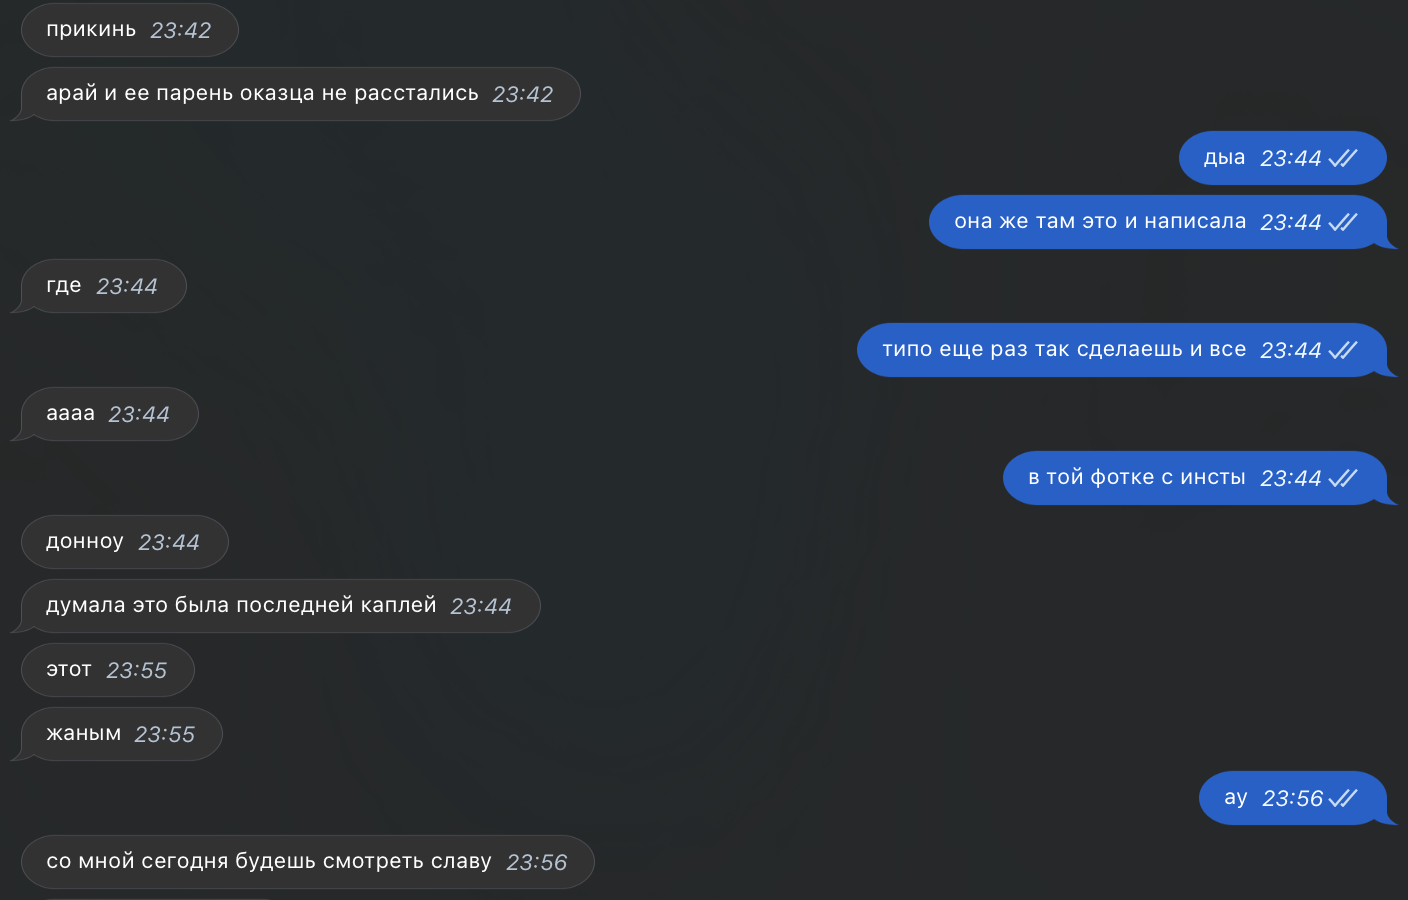 прикинь 23:42
арай и ее парень оказца не расстались 23:42
дыа 23:44
она же там это и написала 23:44
где 23:44
типо еще раз так сделаешь и все 23:44
аааа 23:44
в той фотке с инсты 23:44
донноу 23:44
думала это была последней каплей 23:44
этот 23:55
жаным 23:55
ау 23:56
со мной сегодня будешь смотреть славу 23:56